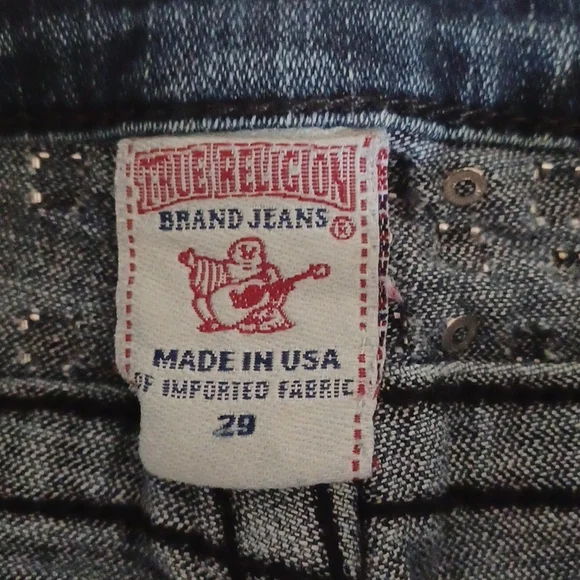 TRUE RELIGION
BRAND JEANS ®
MADE IN USA
OF IMPORTED FABRIC
29